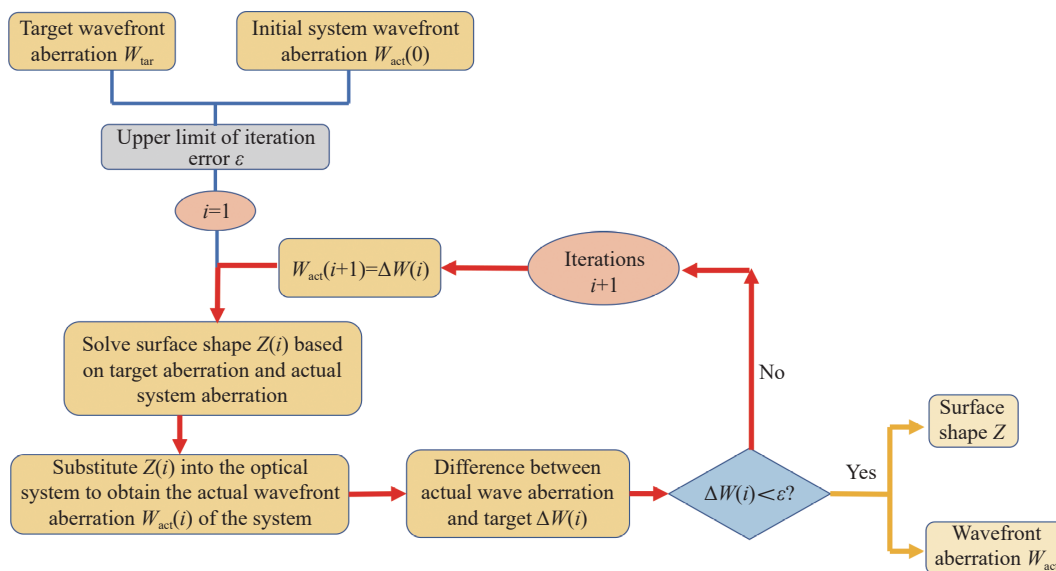 Target wavefront
aberration W_tar
Initial system wavefront
aberration W_act(0)
Upper limit of iteration
error ε
i=1
W_act(i+1)=ΔW(i)
Iterations
i+1
Solve surface shape Z(i) based
on target aberration and actual
system aberration
No
Surface
shape Z
Substitute Z(i) into the optical
system to obtain the actual wavefront
aberration W_act(i) of the system
Difference between
actual wave aberration
and target ΔW(i)
ΔW(i)<ε?
Yes
Wavefront
aberration W_act